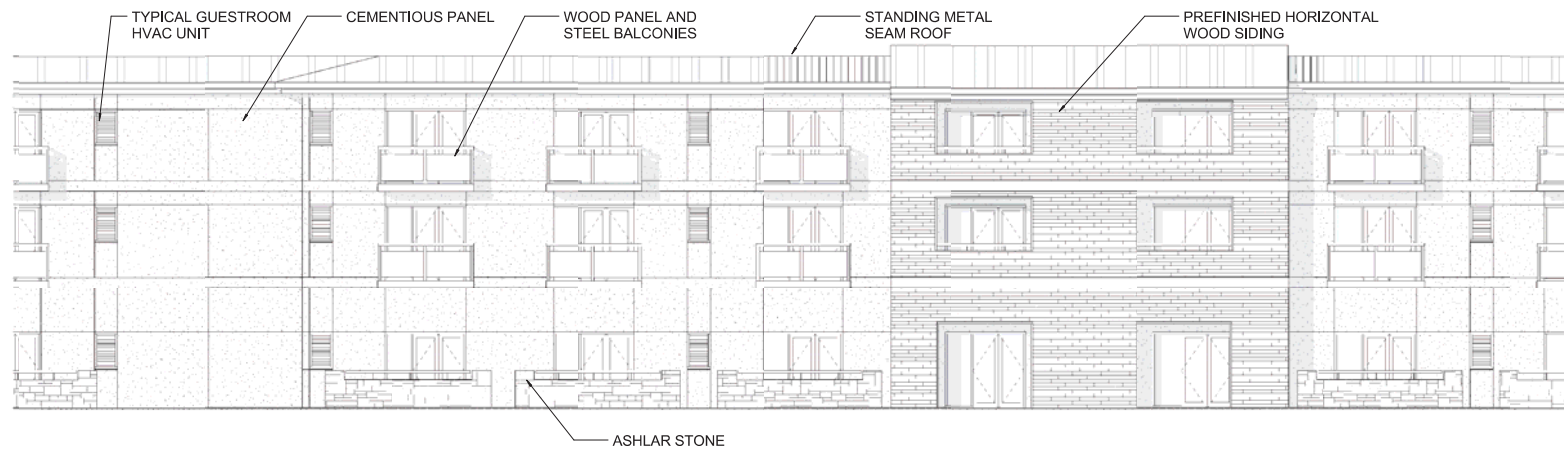 TYPICAL GUESTROOM
HVAC UNIT
CEMENTIOUS PANEL
WOOD PANEL AND
STEEL BALCONIES
STANDING METAL
SEAM ROOF
PREFINISHED HORIZONTAL
WOOD SIDING
ASHLAR STONE